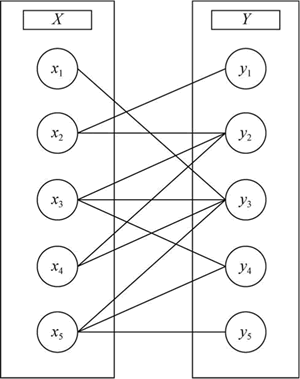 X Y
x₁ y₁
x₂ y₂
x₃ y₃
x₄ y₄
x₅ y₅